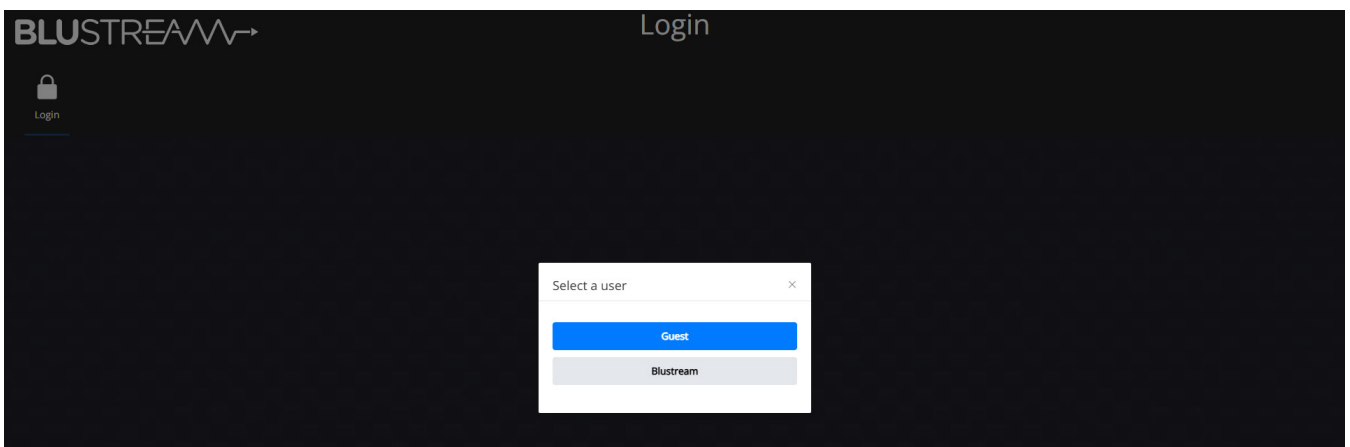 BLUSTREAM
Login
Login
Select a user
×
Guest
Blustream